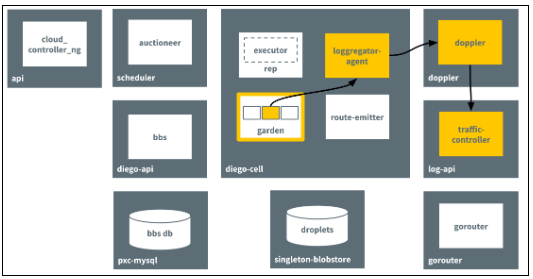 cloud_
controller_ng
api
auctioneer
scheduler
executor
rep
loggregator-
agent
doppler
doppler
garden
route-emitter
diego-cell
bbs
diego-api
traffic-
controller
log-api
bbs db
pxc-mysql
droplets
singleton-blobstore
gorouter
gorouter